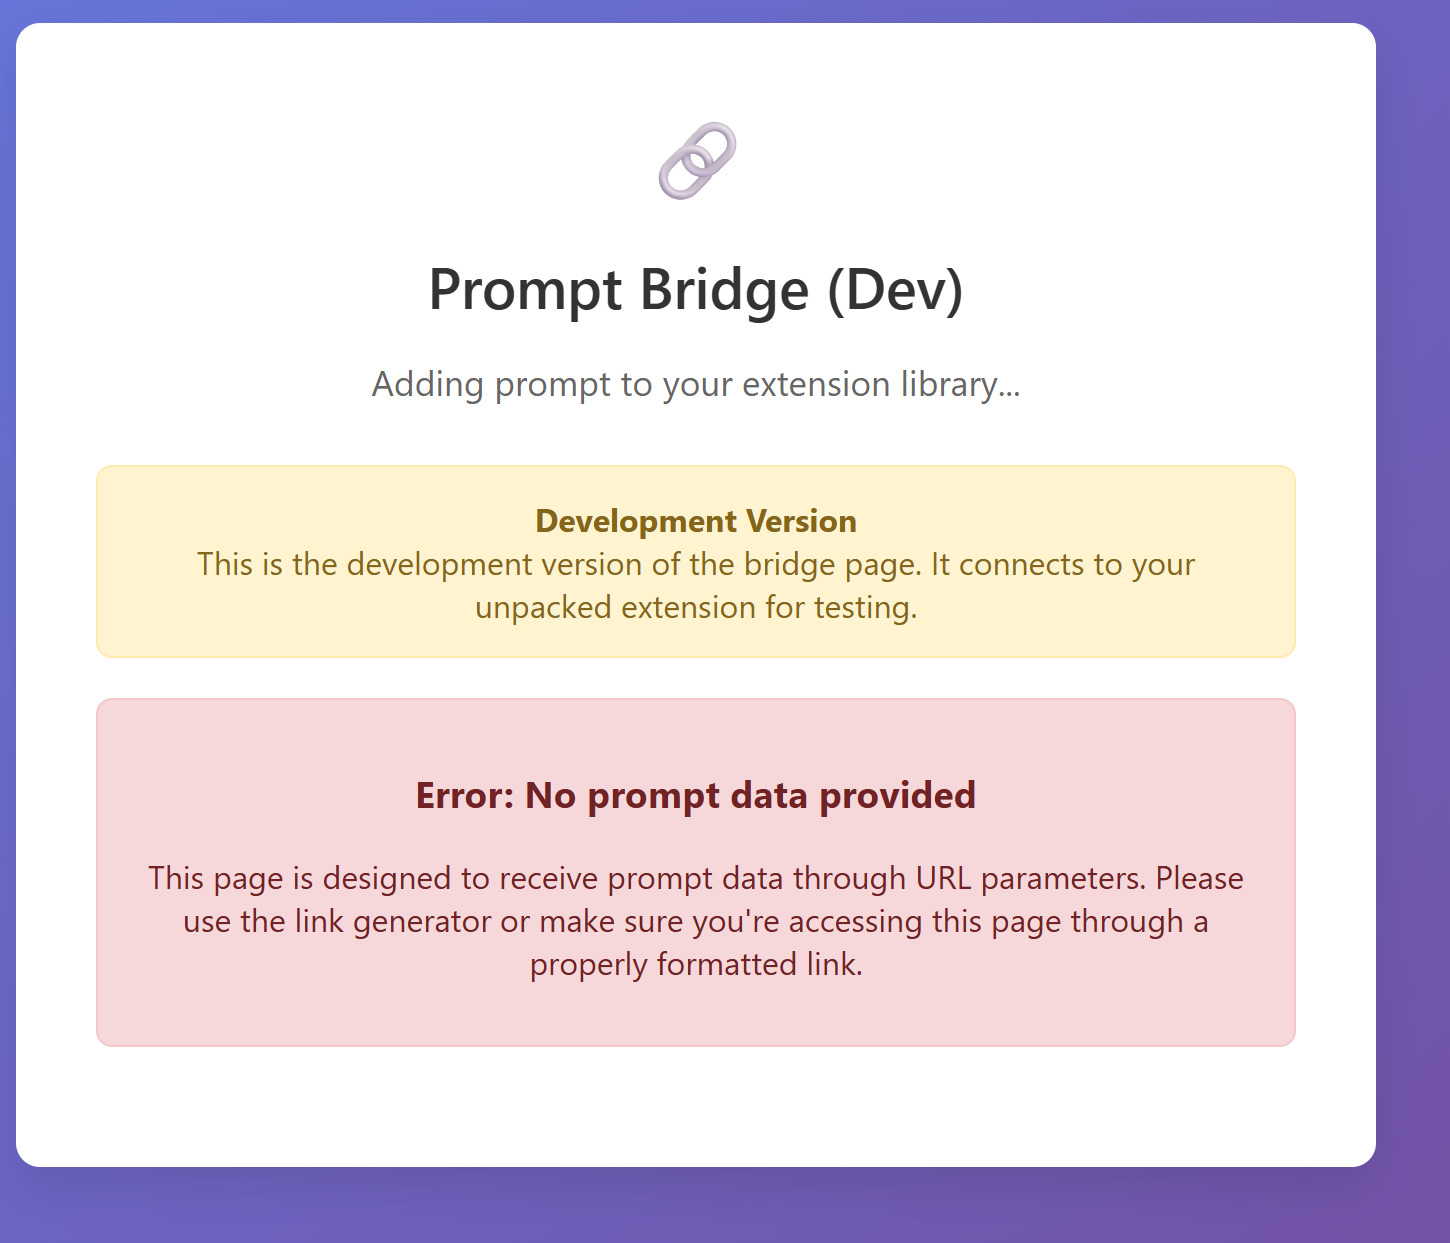 Prompt Bridge (Dev)
Adding prompt to your extension library...
Development Version
This is the development version of the bridge page. It connects to your
unpacked extension for testing.
Error: No prompt data provided
This page is designed to receive prompt data through URL parameters. Please
use the link generator or make sure you're accessing this page through a
properly formatted link.